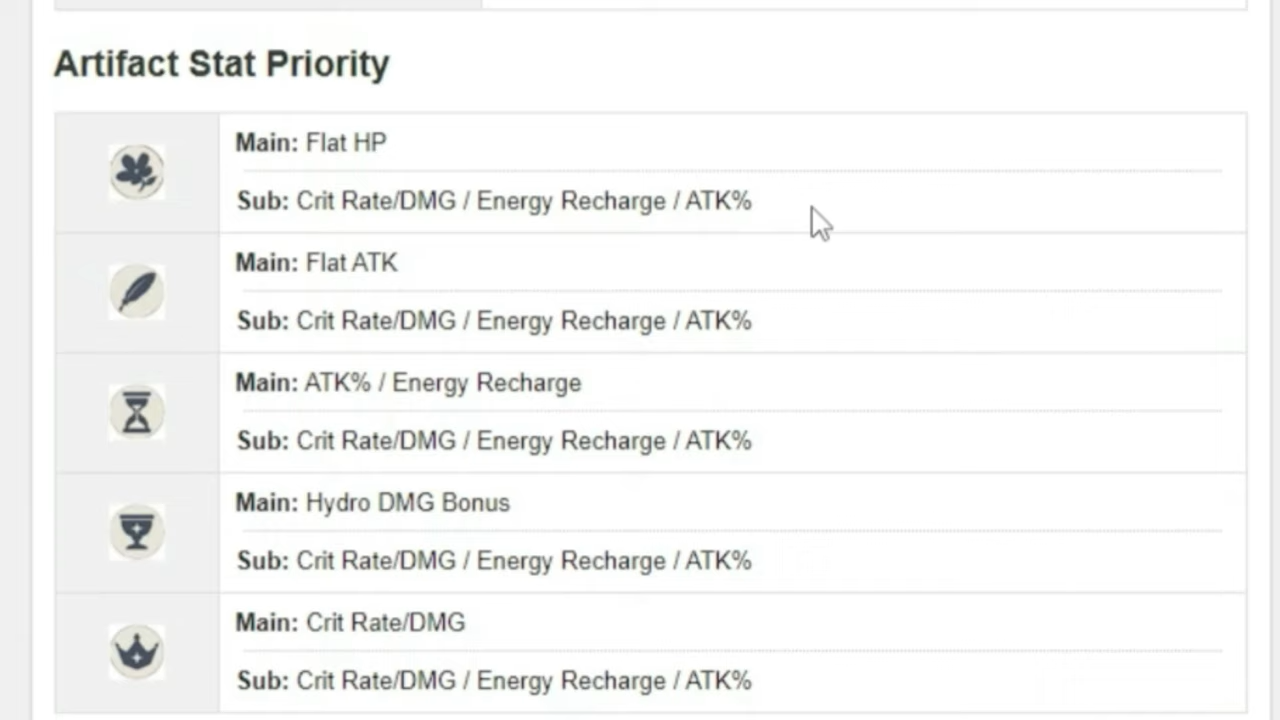 Artifact Stat Priority
Main: Flat HP
Sub: Crit Rate/DMG / Energy Recharge / ATK%
Main: Flat ATK
Sub: Crit Rate/DMG / Energy Recharge / ATK%
Main: ATK% / Energy Recharge
Sub: Crit Rate/DMG / Energy Recharge / ATK%
Main: Hydro DMG Bonus
Sub: Crit Rate/DMG / Energy Recharge / ATK%
Main: Crit Rate/DMG
Sub: Crit Rate/DMG / Energy Recharge / ATK%